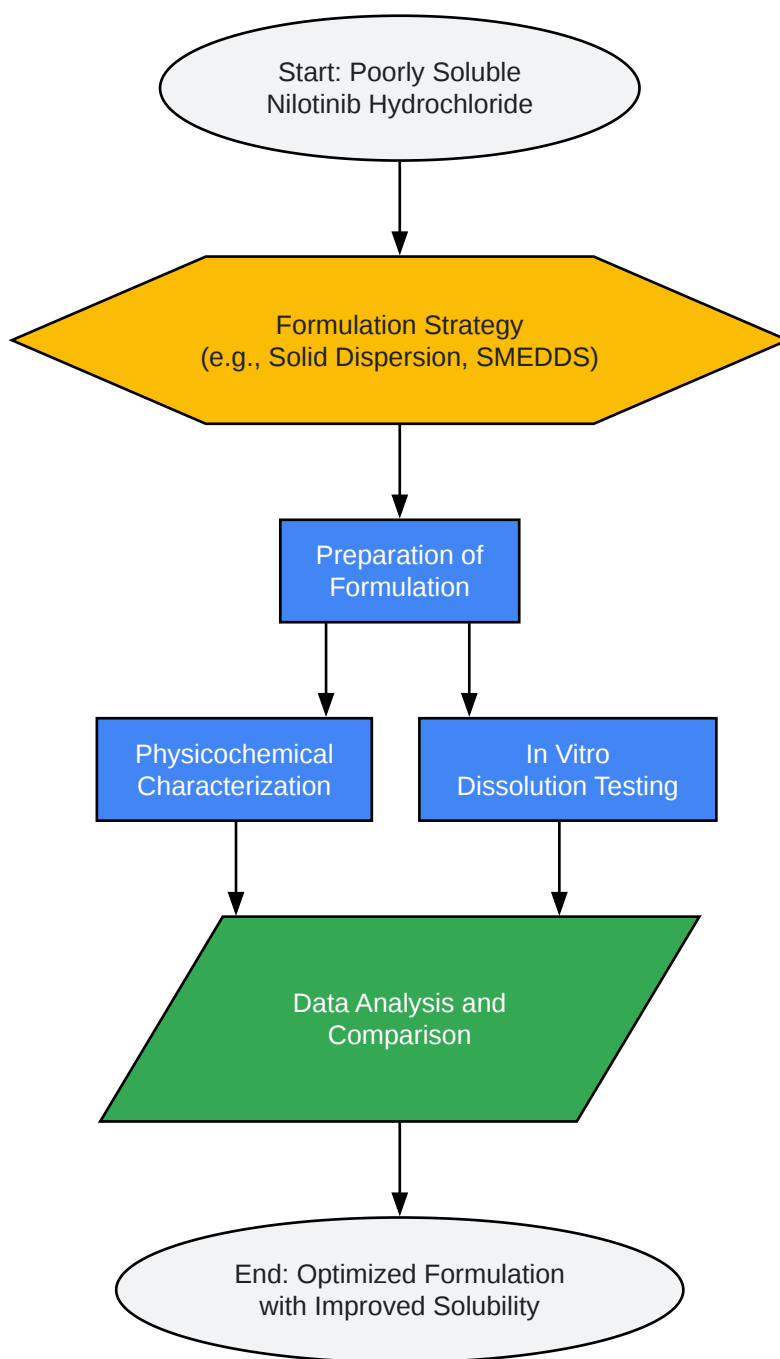 Start: Poorly Soluble
Nilotinib Hydrochloride
Formulation Strategy
(e.g., Solid Dispersion, SMEDDS)
Preparation of
Formulation
Physicochemical
Characterization
In Vitro
Dissolution Testing
Data Analysis and
Comparison
End: Optimized Formulation
with Improved Solubility